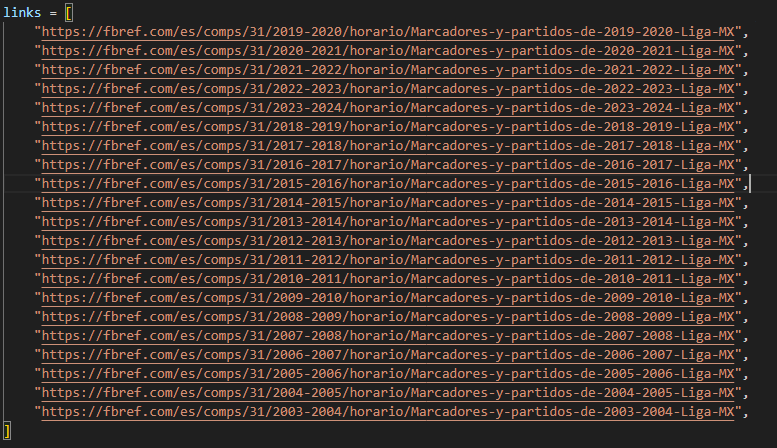 links = [
"https://fbref.com/es/comps/31/2019-2020/horario/Marcadores-y-partidos-de-2019-2020-Liga-MX",
"https://fbref.com/es/comps/31/2020-2021/horario/Marcadores-y-partidos-de-2020-2021-Liga-MX",
"https://fbref.com/es/comps/31/2021-2022/horario/Marcadores-y-partidos-de-2021-2022-Liga-MX",
"https://fbref.com/es/comps/31/2022-2023/horario/Marcadores-y-partidos-de-2022-2023-Liga-MX",
"https://fbref.com/es/comps/31/2023-2024/horario/Marcadores-y-partidos-de-2023-2024-Liga-MX",
"https://fbref.com/es/comps/31/2018-2019/horario/Marcadores-y-partidos-de-2018-2019-Liga-MX",
"https://fbref.com/es/comps/31/2017-2018/horario/Marcadores-y-partidos-de-2017-2018-Liga-MX",
"https://fbref.com/es/comps/31/2016-2017/horario/Marcadores-y-partidos-de-2016-2017-Liga-MX",
"https://fbref.com/es/comps/31/2015-2016/horario/Marcadores-y-partidos-de-2015-2016-Liga-MX",
"https://fbref.com/es/comps/31/2014-2015/horario/Marcadores-y-partidos-de-2014-2015-Liga-MX",
"https://fbref.com/es/comps/31/2013-2014/horario/Marcadores-y-partidos-de-2013-2014-Liga-MX",
"https://fbref.com/es/comps/31/2012-2013/horario/Marcadores-y-partidos-de-2012-2013-Liga-MX",
"https://fbref.com/es/comps/31/2011-2012/horario/Marcadores-y-partidos-de-2011-2012-Liga-MX",
"https://fbref.com/es/comps/31/2010-2011/horario/Marcadores-y-partidos-de-2010-2011-Liga-MX",
"https://fbref.com/es/comps/31/2009-2010/horario/Marcadores-y-partidos-de-2009-2010-Liga-MX",
"https://fbref.com/es/comps/31/2008-2009/horario/Marcadores-y-partidos-de-2008-2009-Liga-MX",
"https://fbref.com/es/comps/31/2007-2008/horario/Marcadores-y-partidos-de-2007-2008-Liga-MX",
"https://fbref.com/es/comps/31/2006-2007/horario/Marcadores-y-partidos-de-2006-2007-Liga-MX",
"https://fbref.com/es/comps/31/2005-2006/horario/Marcadores-y-partidos-de-2005-2006-Liga-MX",
"https://fbref.com/es/comps/31/2004-2005/horario/Marcadores-y-partidos-de-2004-2005-Liga-MX",
"https://fbref.com/es/comps/31/2003-2004/horario/Marcadores-y-partidos-de-2003-2004-Liga-MX",
]